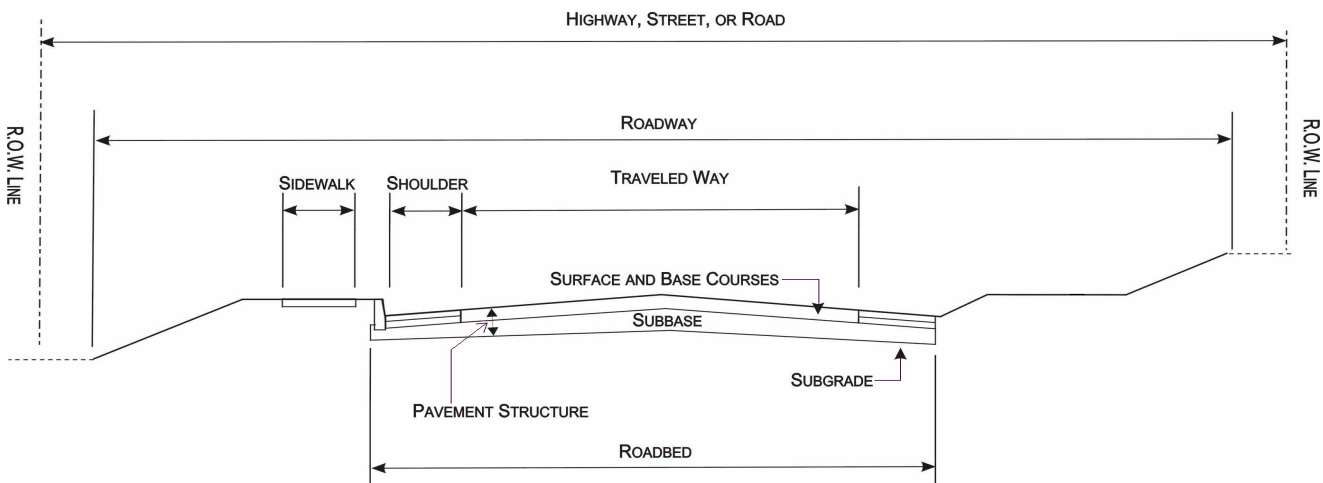 HIGHWAY, STREET, OR ROAD
R.O.W. LINE
R.O.W. LINE
ROADWAY
SIDEWALK
SHOULDER
TRAVELED WAY
SURFACE AND BASE COURSES
SUBBASE
SUBGRADE
PAVEMENT STRUCTURE
ROADBED